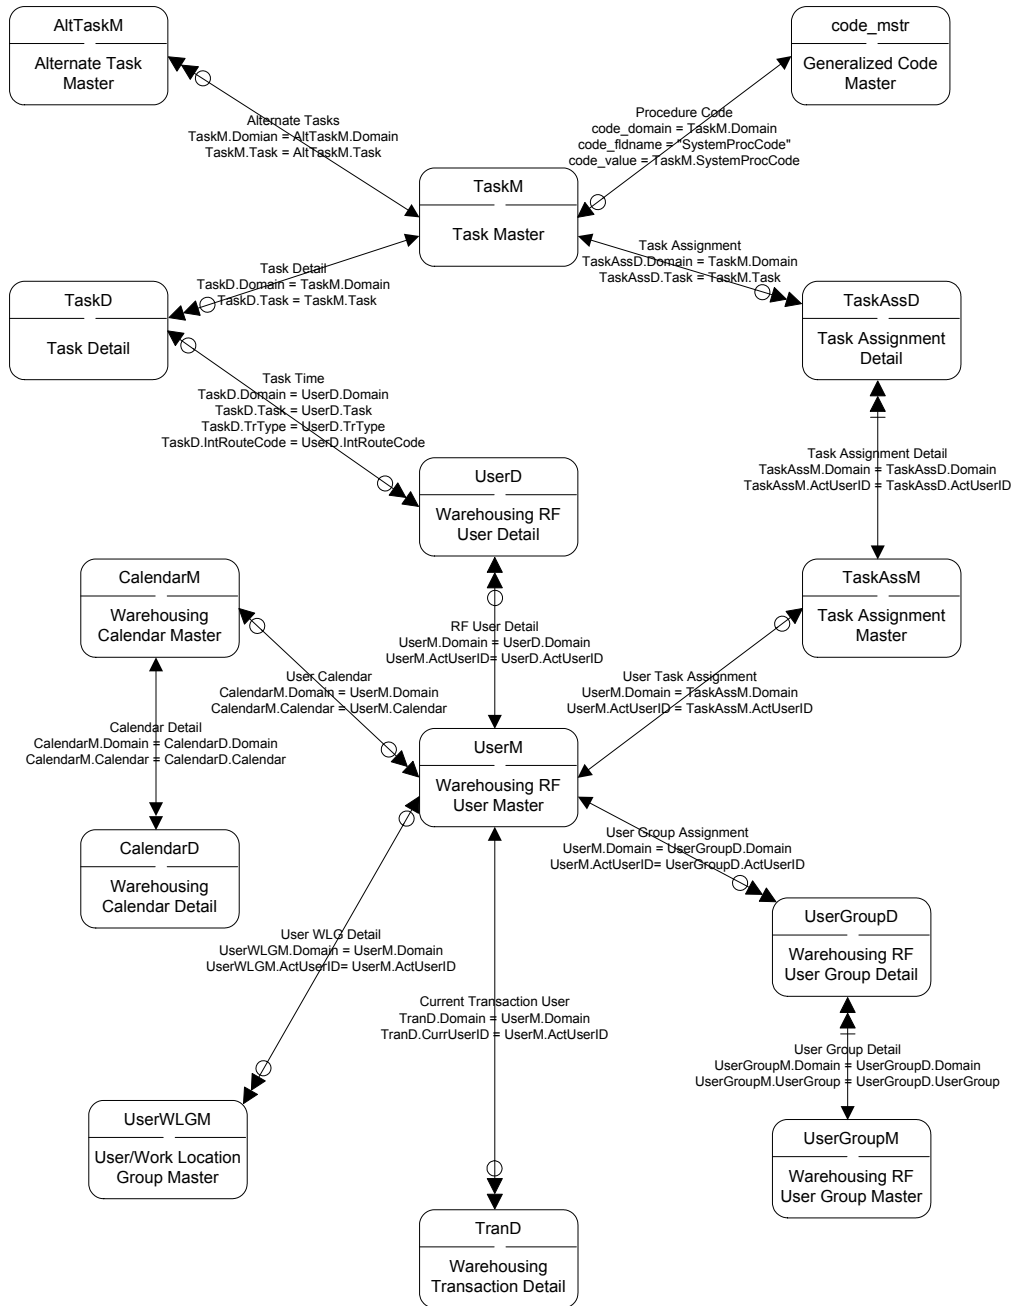 AltTaskM
Alternate Task
Master
code_mstr
Generalized Code
Master
Alternate Tasks
TaskM.Domian = AltTaskM.Domain
TaskM.Task = AltTaskM.Task
Procedure Code
code_domain = TaskM.Domain
code_fldname = "SystemProcCode"
code_value = TaskM.SystemProcCode
TaskM
Task Master
Task Detail
TaskD.Domain = TaskM.Domain
TaskD.Task = TaskM.Task
Task Assignment
TaskAssD.Domain = TaskM.Domain
TaskAssD.Task = TaskM.Task
TaskD
Task Detail
TaskAssD
Task Assignment
Detail
Task Time
TaskD.Domain = UserD.Domain
TaskD.Task = UserD.Task
TaskD.TrType = UserD.TrType
TaskD.IntRouteCode = UserD.IntRouteCode
Task Assignment Detail
TaskAssM.Domain = TaskAssD.Domain
TaskAssM.ActUserID = TaskAssD.ActUserID
UserD
Warehousing RF
User Detail
CalendarM
Warehousing
Calendar Master
TaskAssM
Task Assignment
Master
RF User Detail
UserM.Domain = UserD.Domain
UserM.ActUserID= UserD.ActUserID
User Calendar
CalendarM.Domain = UserM.Domain
CalendarM.Calendar = UserM.Calendar
User Task Assignment
UserM.Domain = TaskAssM.Domain
UserM.ActUserID = TaskAssM.ActUserID
Calendar Detail
CalendarM.Domain = CalendarD.Domain
CalendarM.Calendar = CalendarD.Calendar
UserM
Warehousing RF
User Master
CalendarD
Warehousing
Calendar Detail
User Group Assignment
UserM.Domain = UserGroupD.Domain
UserM.ActUserID= UserGroupD.ActUserID
UserGroupD
Warehousing RF
User Group Detail
User WLG Detail
UserWLGM.Domain = UserM.Domain
UserWLGM.ActUserID= UserM.ActUserID
Current Transaction User
TranD.Domain = UserM.Domain
TranD.CurrUserID = UserM.ActUserID
User Group Detail
UserGroupM.Domain = UserGroupD.Domain
UserGroupM.UserGroup = UserGroupD.UserGroup
UserWLGM
User/Work Location
Group Master
UserGroupM
Warehousing RF
User Group Master
TranD
Warehousing
Transaction Detail